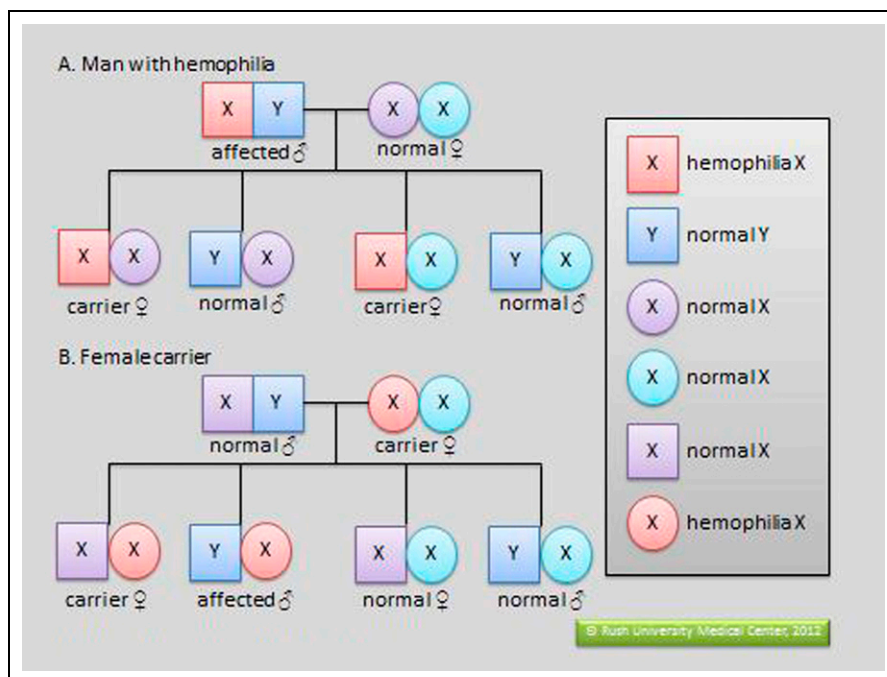 A. Man with hemophilia
X Y X X
affected ♂ normal ♀
X X Y X X X Y X
carrier ♀ normal ♂ carrier ♀ normal ♂
B. Female carrier
X Y X X
normal ♂ carrier ♀
X X Y X X X Y X
carrier ♀ affected ♂ normal ♀ normal ♂
X hemophilia X
Y normal Y
X normal X
X normal X
X normal X
X hemophilia X
© Rush University Medical Center, 2012